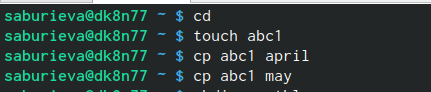 saburieva@dk8n77 ~ $ cd
saburieva@dk8n77 ~ $ touch abc1
saburieva@dk8n77 ~ $ cp abc1 april
saburieva@dk8n77 ~ $ cp abc1 may